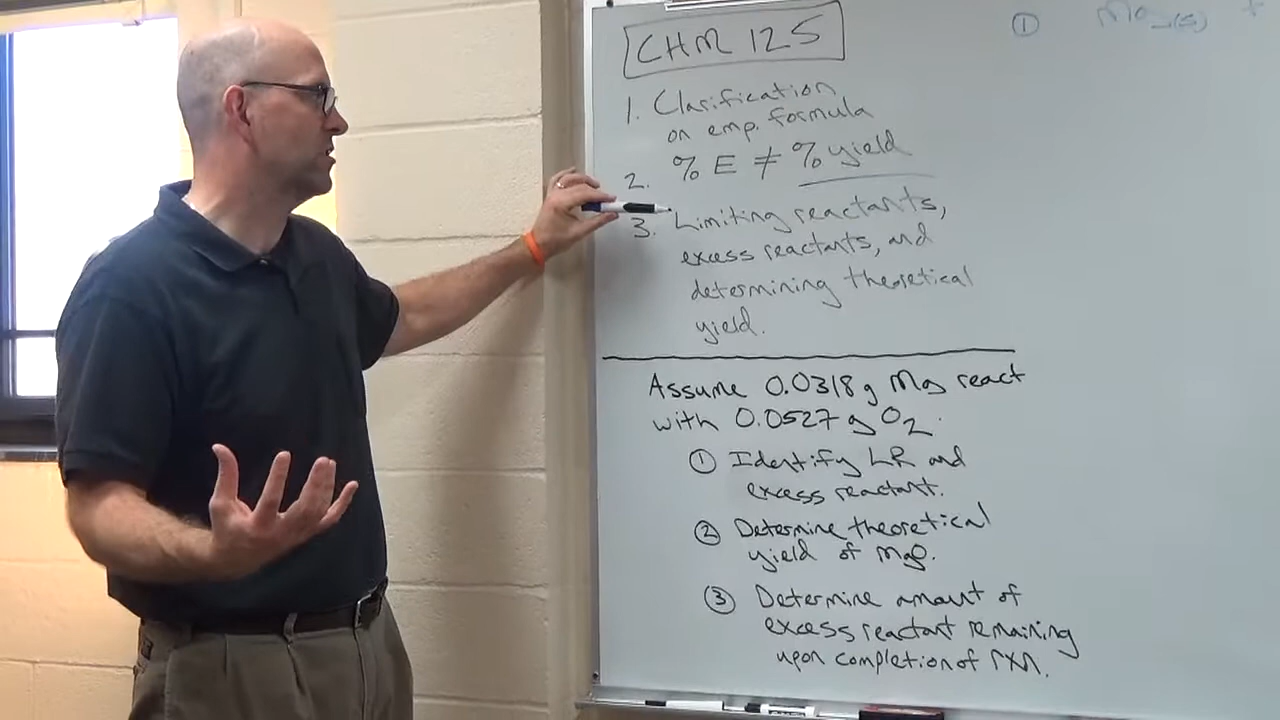 CHM 125
1. Clarification
on emp. formula
2. % E ≠ % yield
3. Limiting reactants,
excess reactants, and
determining theoretical
yield.
Assume 0.0318 g Mg react
with 0.0527 g O₂.
① Identify LR and
excess reactant.
② Determine theoretical
yield of MgO.
③ Determine amount of
excess reactant remaining
upon completion of rxn.
① Mg (s) +